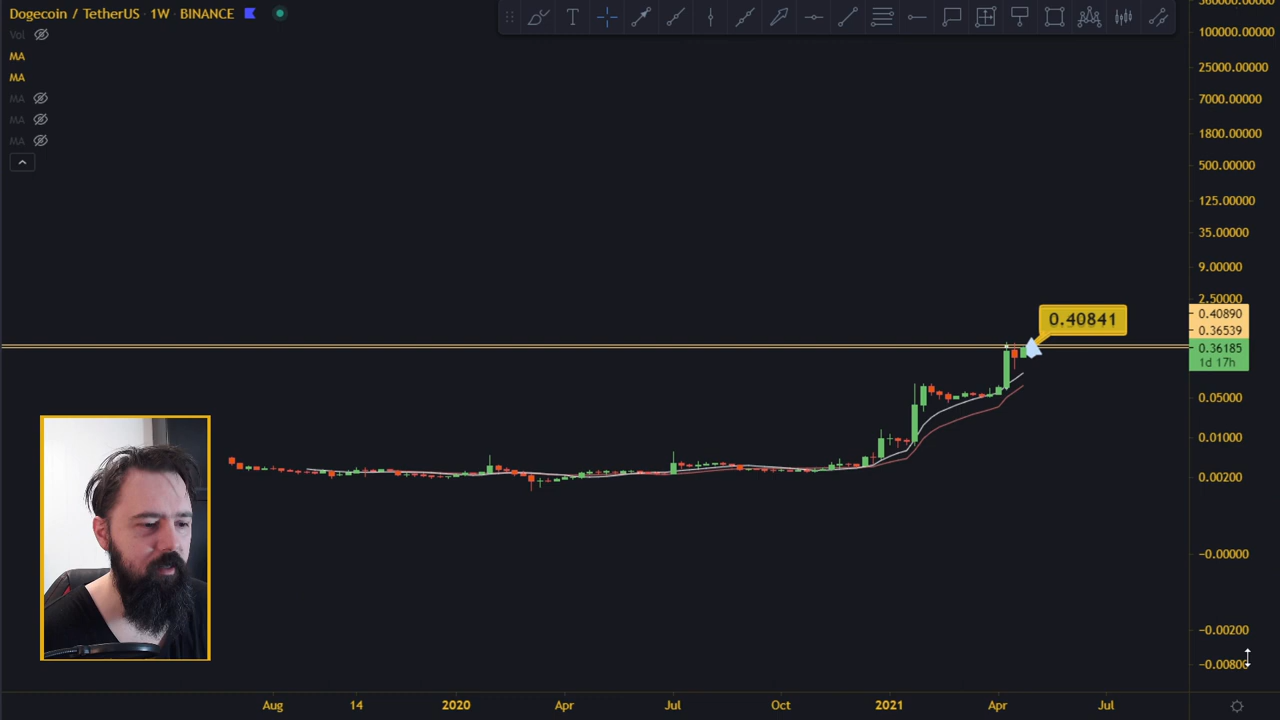 Dogecoin / TetherUS · 1W · BINANCE
Vol
MA
MA
MA
MA
MA
T
100000.00000
25000.00000
7000.00000
1800.00000
500.00000
125.00000
35.00000
9.00000
2.50000
0.40890
0.36539
0.36185
1d 17h
0.40841
0.05000
0.01000
0.00200
-0.00000
-0.00200
-0.00800
Aug
14
2020
Apr
Jul
Oct
2021
Apr
Jul